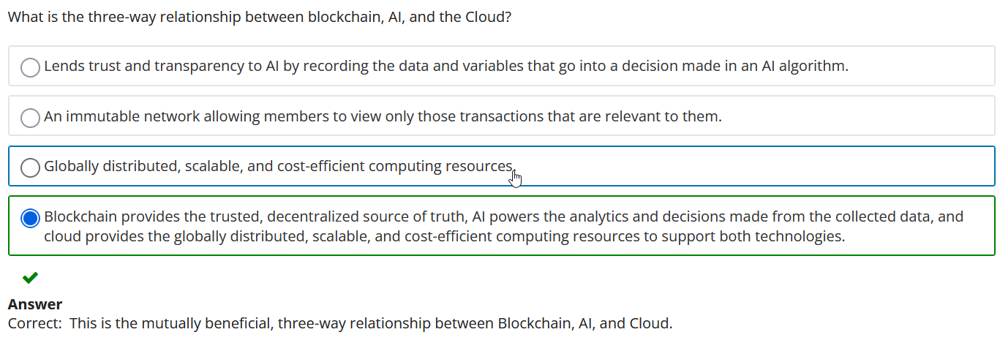 What is the three-way relationship between blockchain, AI, and the Cloud?
Lends trust and transparency to AI by recording the data and variables that go into a decision made in an AI algorithm.
An immutable network allowing members to view only those transactions that are relevant to them.
Globally distributed, scalable, and cost-efficient computing resources.
Blockchain provides the trusted, decentralized source of truth, AI powers the analytics and decisions made from the collected data, and
cloud provides the globally distributed, scalable, and cost-efficient computing resources to support both technologies.
Answer
Correct:  This is the mutually beneficial, three-way relationship between Blockchain, AI, and Cloud.